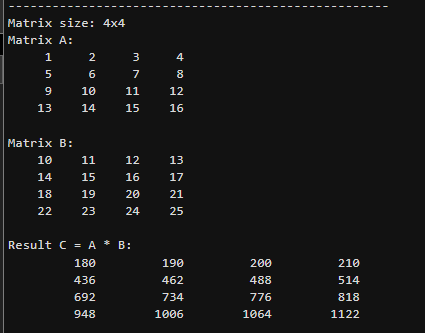 --------------------------------------------------
Matrix size: 4x4
Matrix A:
1 2 3 4
5 6 7 8
9 10 11 12
13 14 15 16
Matrix B:
10 11 12 13
14 15 16 17
18 19 20 21
22 23 24 25
Result C = A * B:
180 190 200 210
436 462 488 514
692 734 776 818
948 1006 1064 1122